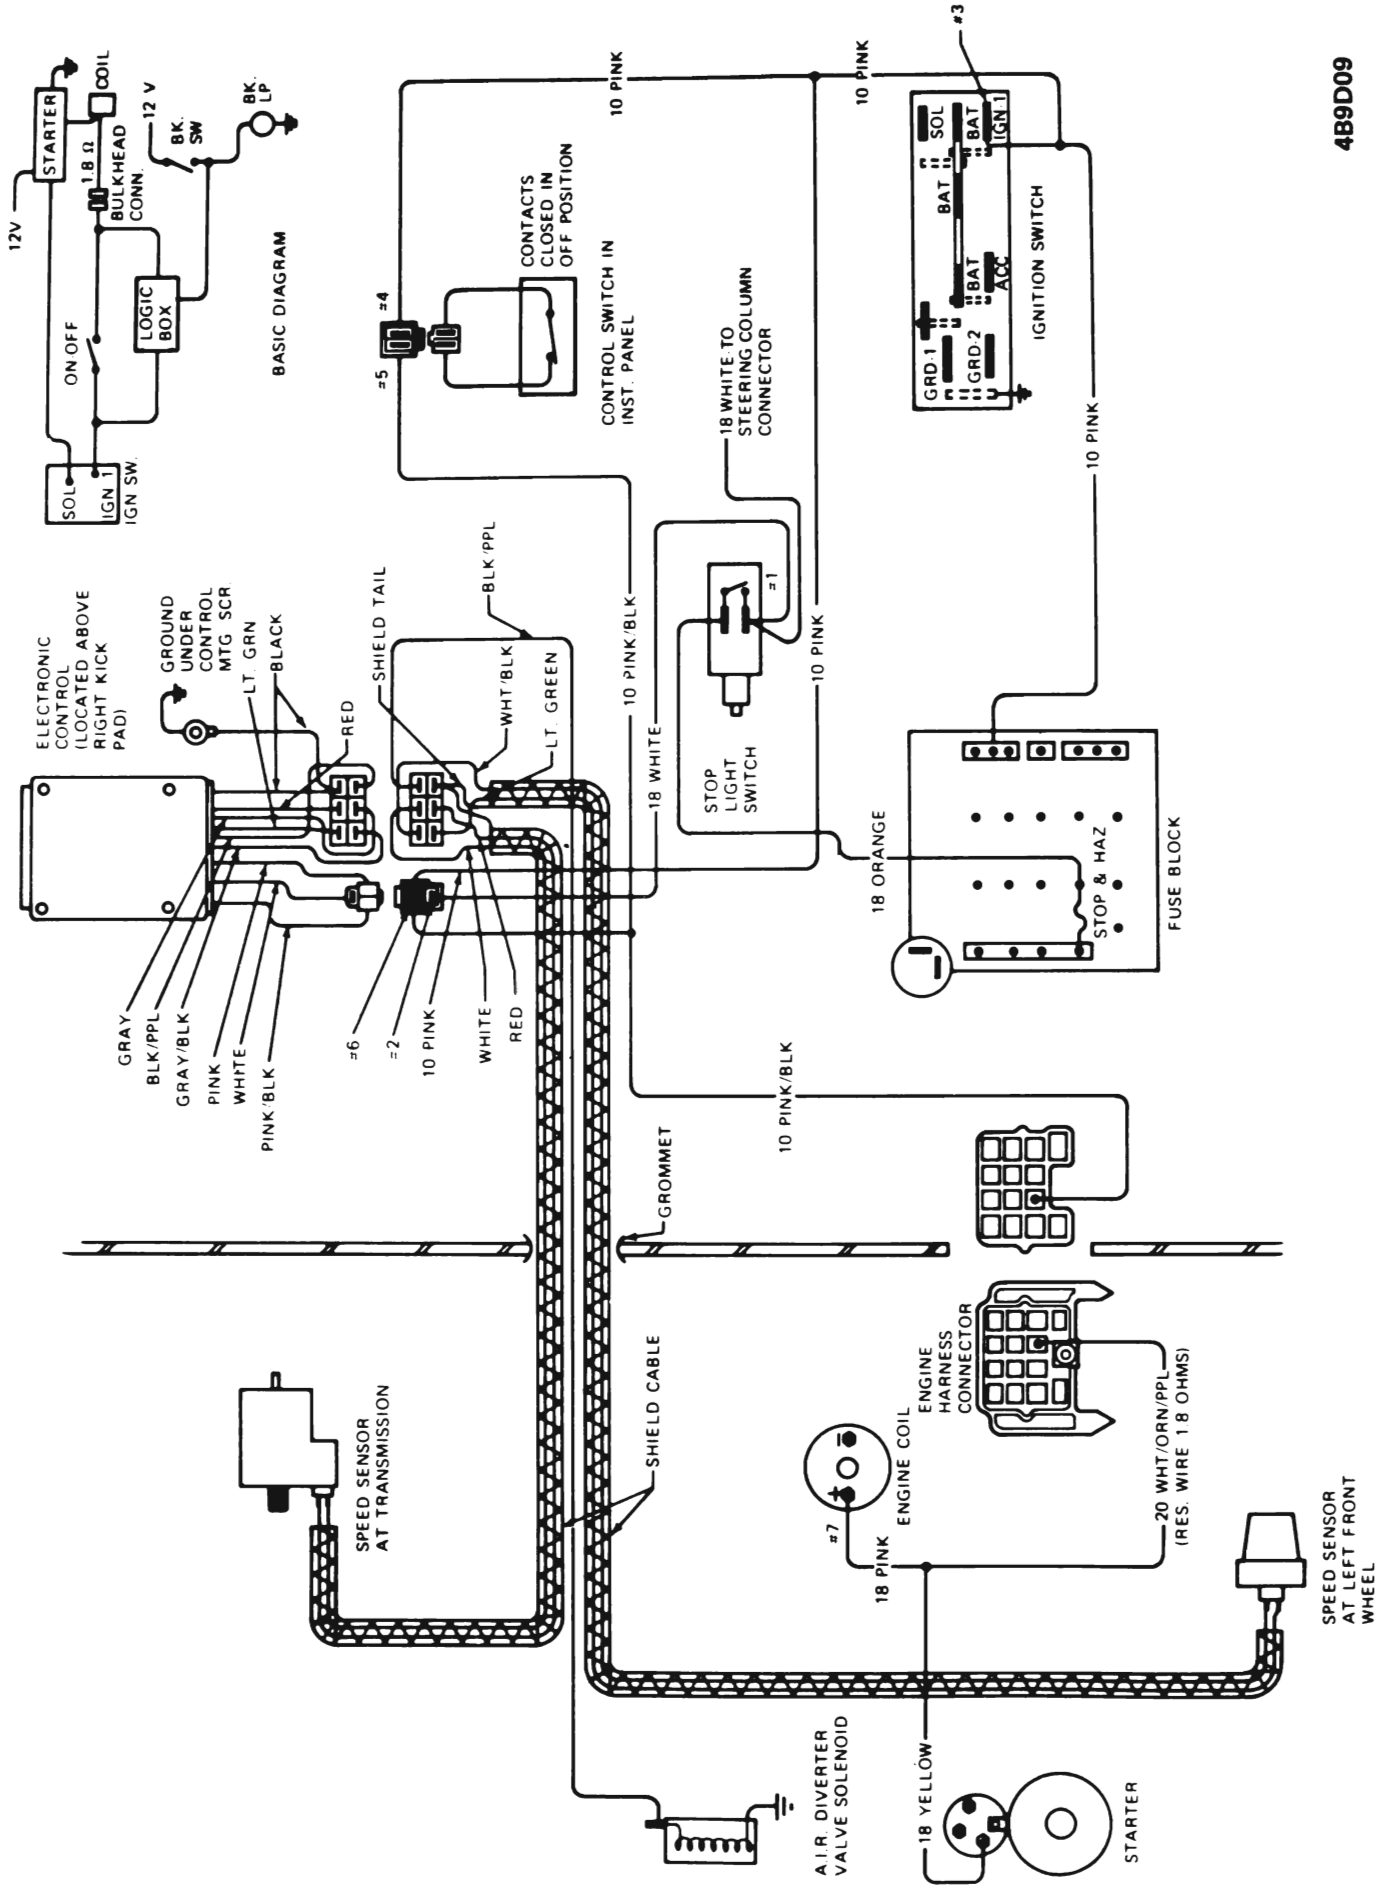 12V
STARTER
COIL
1.8 Ω
BULKHEAD
CONN.
12 V
BK.
SW
BK.
LP
ON-OFF
LOGIC
BOX
SOL
IGN 1
IGN SW.
BASIC DIAGRAM
ELECTRONIC
CONTROL
(LOCATED ABOVE
RIGHT KICK
PAD)
GROUND
UNDER
CONTROL
MTG SCR.
LT. GRN
BLACK
RED
GRAY
BLK/PPL
GRAY/BLK
PINK
WHITE
PINK/BLK
#6
#2
10 PINK
WHITE
RED
SHIELD TAIL
BLK/PPL
WHT/BLK
LT. GREEN
#5
#4
CONTACTS
CLOSED IN
OFF POSITION
CONTROL SWITCH IN
INST. PANEL
10 PINK
10 PINK
#3
10 PINK/BLK
18 WHITE
18 WHITE TO
STEERING COLUMN
CONNECTOR
#1
STOP
LIGHT
SWITCH
10 PINK
SOL
BAT
BAT
IGN-1
BAT
ACC
GRD-1
GRD-2
IGNITION SWITCH
10 PINK
18 ORANGE
STOP & HAZ
FUSE BLOCK
10 PINK/BLK
GROMMET
SPEED SENSOR
AT TRANSMISSION
SHIELD CABLE
ENGINE
HARNESS
CONNECTOR
ENGINE COIL
+
−
#7
18 PINK
20 WHT/ORN/PPL
(RES. WIRE 1.8 OHMS)
SPEED SENSOR
AT LEFT FRONT
WHEEL
A.I.R. DIVERTER
VALVE SOLENOID
18 YELLOW
STARTER
4B9D09